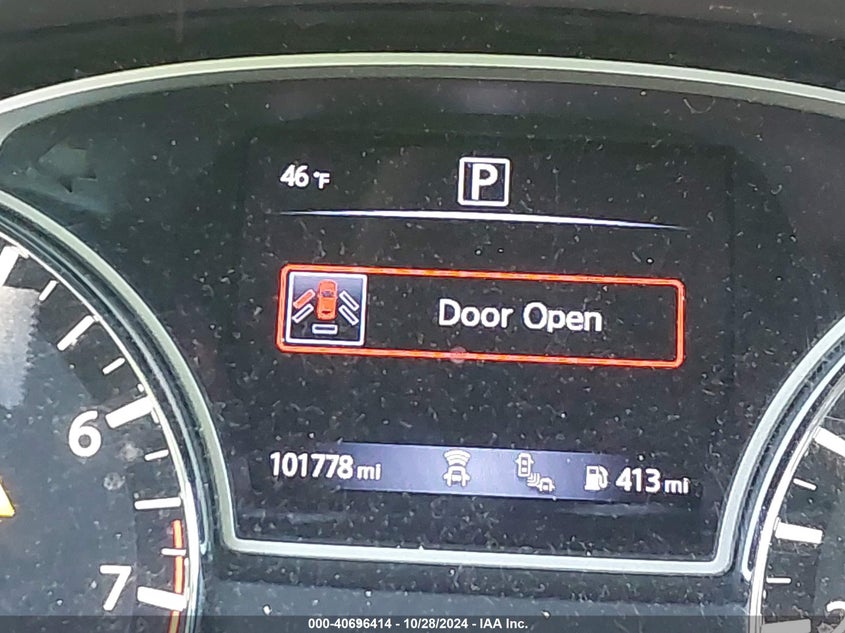 46 °F
P
Door Open
101778 mi
413 mi
6
7
000-40696414 - 10/28/2024 - IAA Inc.